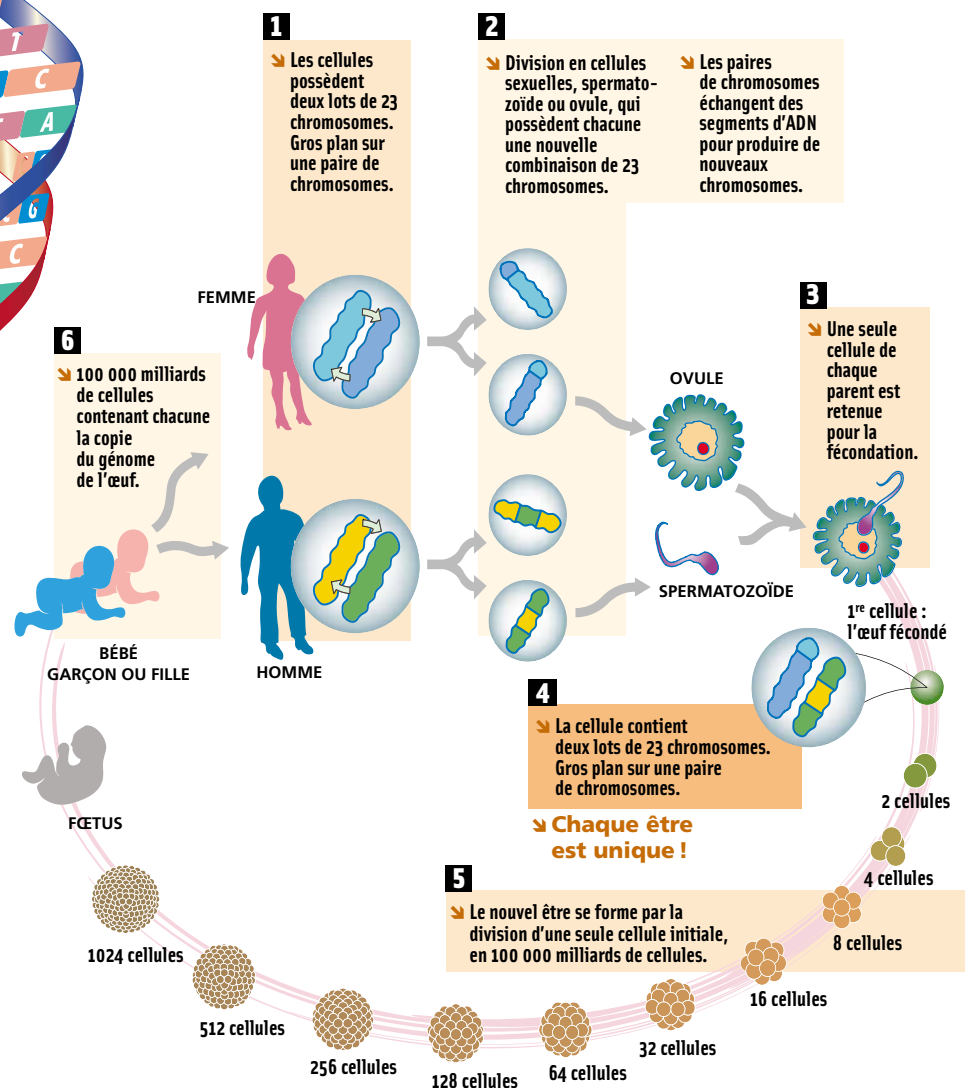 T
C
A
G
C
1
Les cellules
possèdent
deux lots de 23
chromosomes.
Gros plan sur
une paire de
chromosomes.
2
Division en cellules
sexuelles, spermato-
zoïde ou ovule, qui
possèdent chacune
une nouvelle
combinaison de 23
chromosomes.
Les paires
de chromosomes
échangent des
segments d'ADN
pour produire de
nouveaux
chromosomes.
FEMME
HOMME
OVULE
SPERMATOZOÏDE
3
Une seule
cellule de
chaque
parent est
retenue
pour la
fécondation.
1re cellule :
l'œuf fécondé
4
La cellule contient
deux lots de 23 chromosomes.
Gros plan sur une paire
de chromosomes.
Chaque être
est unique !
2 cellules
4 cellules
5
Le nouvel être se forme par la
division d'une seule cellule initiale,
en 100 000 milliards de cellules.
8 cellules
16 cellules
32 cellules
64 cellules
128 cellules
256 cellules
512 cellules
1024 cellules
FŒTUS
BÉBÉ
GARÇON OU FILLE
6
100 000 milliards
de cellules
contenant chacune
la copie
du génome
de l'œuf.